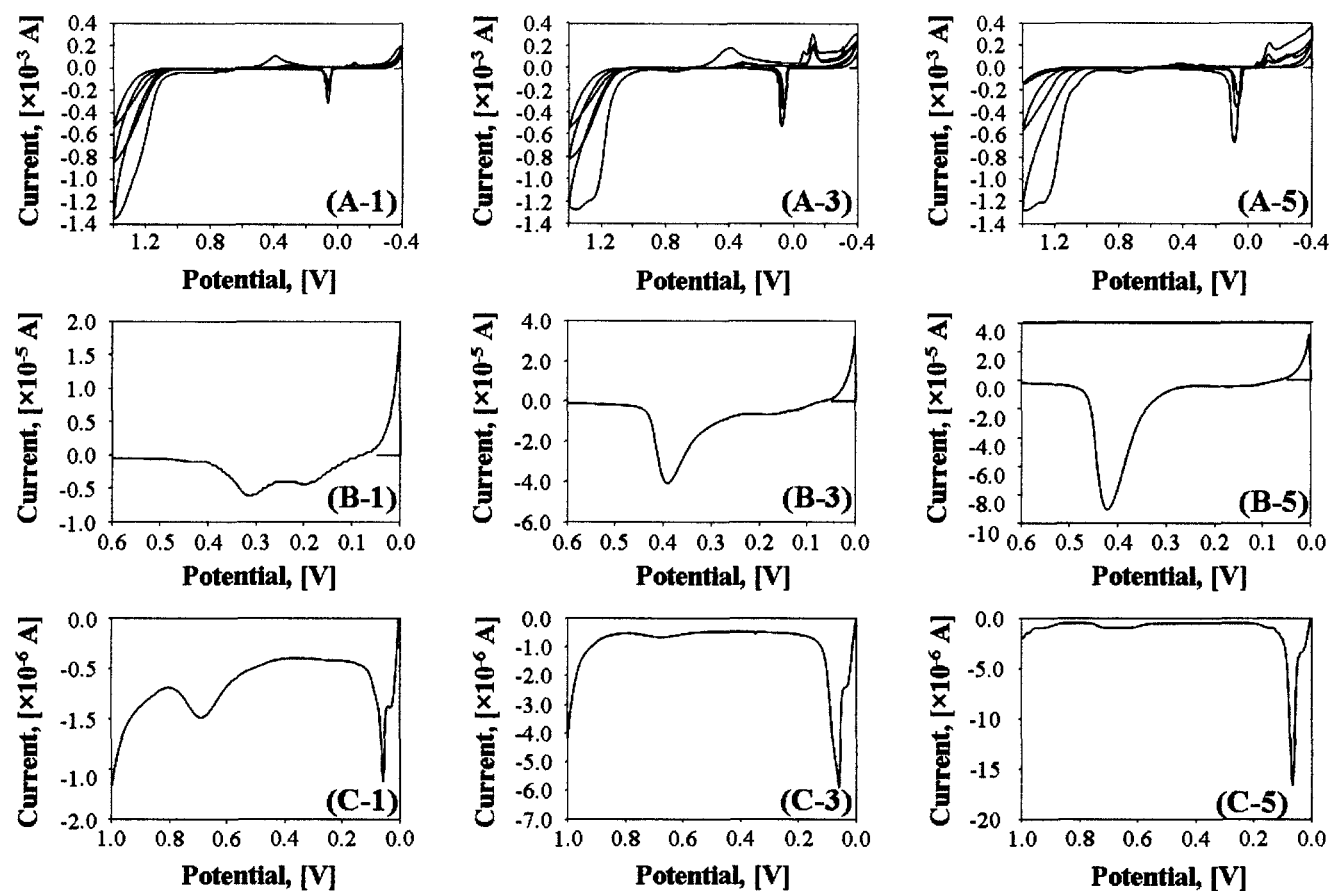 Current, [×10⁻³ A]
0.4
0.2
0.0
-0.2
-0.4
-0.6
-0.8
-1.0
-1.2
-1.4
(A-1)
1.2 0.8 0.4 0.0 -0.4
Potential, [V]
Current, [×10⁻³ A]
0.4
0.2
0.0
-0.2
-0.4
-0.6
-0.8
-1.0
-1.2
-1.4
(A-3)
1.2 0.8 0.4 0.0 -0.4
Potential, [V]
Current, [×10⁻³ A]
0.4
0.2
0.0
-0.2
-0.4
-0.6
-0.8
-1.0
-1.2
-1.4
(A-5)
1.2 0.8 0.4 0.0 -0.4
Potential, [V]
Current, [×10⁻⁵ A]
2.0
1.5
1.0
0.5
0.0
-0.5
-1.0
(B-1)
0.6 0.5 0.4 0.3 0.2 0.1 0.0
Potential, [V]
Current, [×10⁻⁵ A]
4.0
2.0
0.0
-2.0
-4.0
-6.0
(B-3)
0.6 0.5 0.4 0.3 0.2 0.1 0.0
Potential, [V]
Current, [×10⁻⁵ A]
4.0
2.0
0.0
-2.0
-4.0
-6.0
-8.0
-10
(B-5)
0.6 0.5 0.4 0.3 0.2 0.1 0.0
Potential, [V]
Current, [×10⁻⁶ A]
0.0
-0.5
-1.5
-1.0
-2.0
(C-1)
1.0 0.8 0.6 0.4 0.2 0.0
Potential, [V]
Current, [×10⁻⁶ A]
0.0
-1.0
-2.0
-3.0
-4.0
-5.0
-6.0
-7.0
(C-3)
1.0 0.8 0.6 0.4 0.2 0.0
Potential, [V]
Current, [×10⁻⁶ A]
0.0
-5.0
-10
-15
-20
(C-5)
1.0 0.8 0.6 0.4 0.2 0.0
Potential, [V]